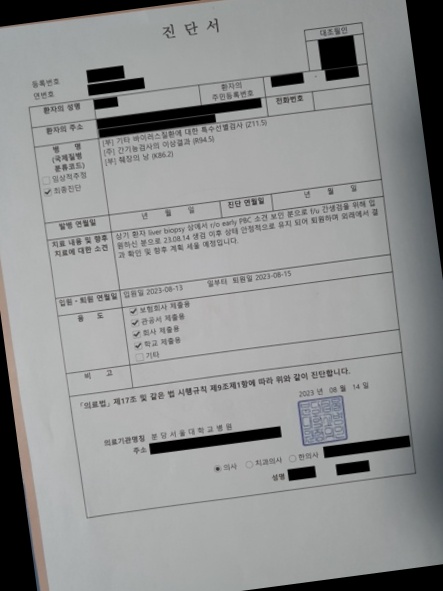 진 단 서
대조필인
등록번호
연번호
환자의 성명
환자의
주민등록번호
-
환자의 주소
전화번호
병 명
(국제질병
분류코드)
임상적추정
최종진단
[주] 기타 바이러스질환에 대한 특수선별검사 (Z11.5)
[부] 간기능검사의 이상결과 (R94.5)
[부] 췌장의 낭 (K86.2)
발병 연월일
년 월 일
진단 연월일
년 월 일
치료 내용 및 향후
치료에 대한 소견
상기 환자 liver biopsy 상에서 r/o early PBC 소견 보인 분으로 f/u 간생검을 위해 입
원하신 분으로 23.08.14 생검 이후 상태 안정적으로 유지 되어 퇴원하며 외래에서 결
과 확인 및 향후 계획 세울 예정입니다.
입원·퇴원 연월일
입원일 2023-08-13 일부터 퇴원일 2023-08-15
용 도
보험회사 제출용
관공서 제출용
회사 제출용
학교 제출용
기타
비 고
「의료법」 제17조 및 같은 법 시행규칙 제9조제1항에 따라 위와 같이 진단합니다.
2023 년 08 월 14 일
의료기관명칭 분당서울대학교병원
주소
의사 치과의사 한의사
성명